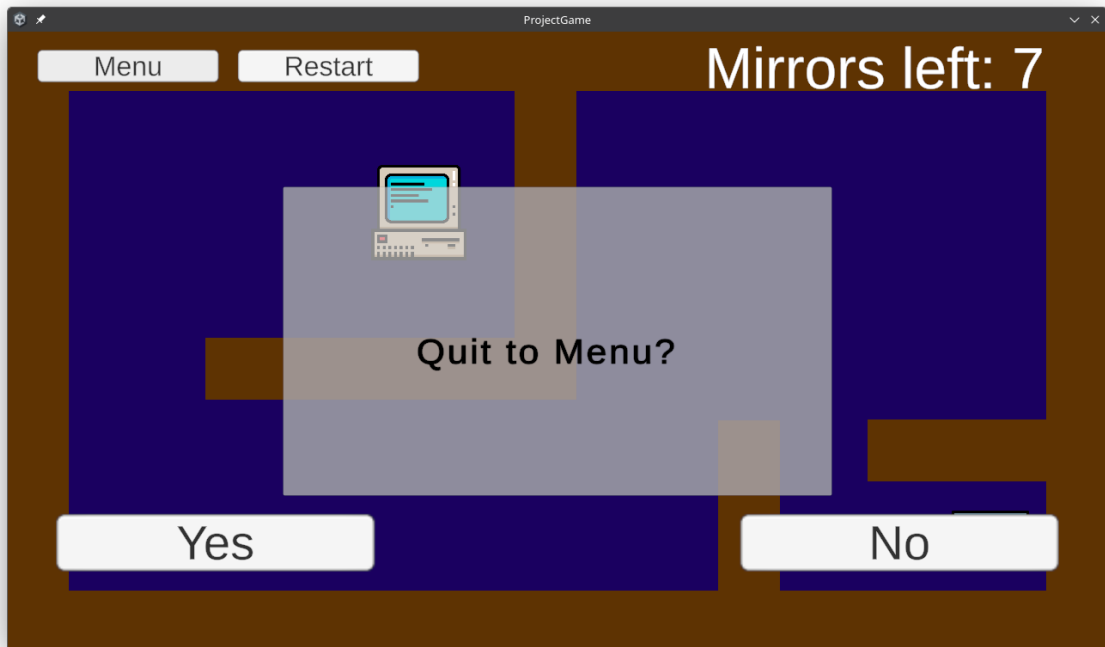 ProjectGame
Menu
Restart
Mirrors left: 7
Quit to Menu?
Yes
No